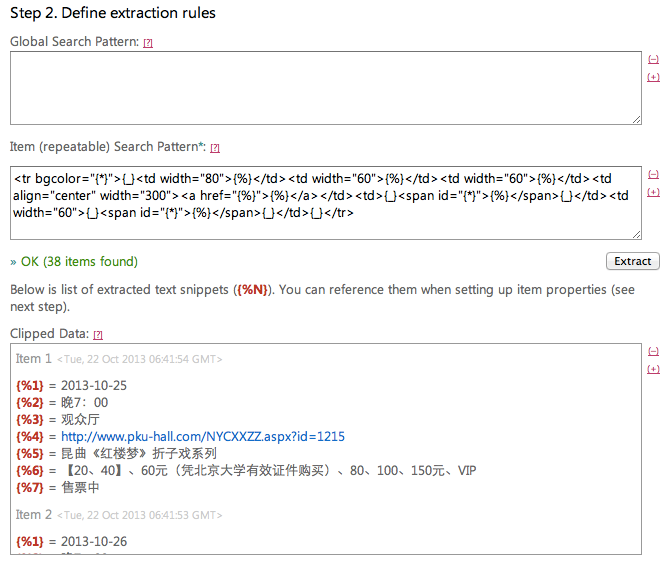 Step 2. Define extraction rules
Global Search Pattern: [?]
(–)
(+)
Item (repeatable) Search Pattern*: [?]
<tr bgcolor="{*}">{_}<td width="80">{%}</td><td width="60">{%}</td><td width="60">{%}</td><td
align="center" width="300"><a href="{%}">{%}</a></td><td>{_}<span id="{*}">{%}</span>{_}</td><td
width="60">{_}<span id="{*}">{%}</span>{_}</td>{_}</tr>
(–)
(+)
» OK (38 items found)
Extract
Below is list of extracted text snippets ({%N}). You can reference them when setting up item properties (see
next step).
Clipped Data: [?]
(–)
(+)
Item 1 <Tue, 22 Oct 2013 06:41:54 GMT>
{%1} = 2013-10-25
{%2} = 晚7：00
{%3} = 观众厅
{%4} = http://www.pku-hall.com/NYCXXZZ.aspx?id=1215
{%5} = 昆曲《红楼梦》折子戏系列
{%6} = 【20、40】、60元（凭北京大学有效证件购买）、80、100、150元、VIP
{%7} = 售票中
Item 2 <Tue, 22 Oct 2013 06:41:53 GMT>
{%1} = 2013-10-26